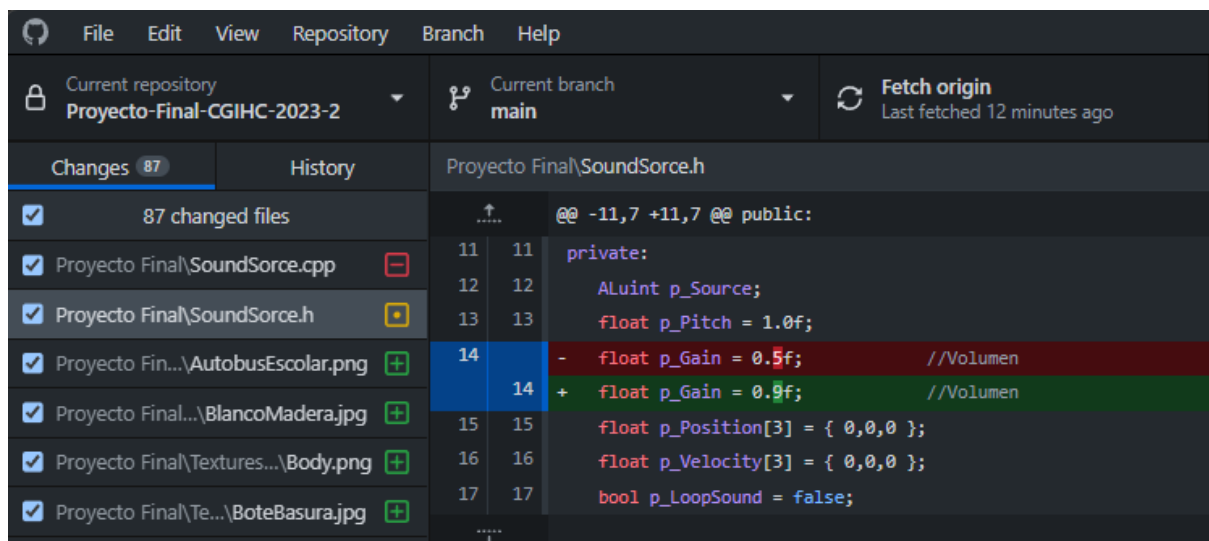 File Edit View Repository Branch Help
Current repository
Proyecto-Final-CGIHC-2023-2
Current branch
main
Fetch origin
Last fetched 12 minutes ago
Changes 87 History
87 changed files
Proyecto Final\SoundSorce.cpp
Proyecto Final\SoundSorce.h
Proyecto Fin...\AutobusEscolar.png
Proyecto Final...\BlancoMadera.jpg
Proyecto Final\Textures...\Body.png
Proyecto Final\Te...\BoteBasura.jpg
Proyecto Final\SoundSorce.h
@@ -11,7 +11,7 @@ public:
11 11 private:
12 12 ALuint p_Source;
13 13 float p_Pitch = 1.0f;
14 - float p_Gain = 0.5f; //Volumen
14 + float p_Gain = 0.9f; //Volumen
15 15 float p_Position[3] = { 0,0,0 };
16 16 float p_Velocity[3] = { 0,0,0 };
17 17 bool p_LoopSound = false;